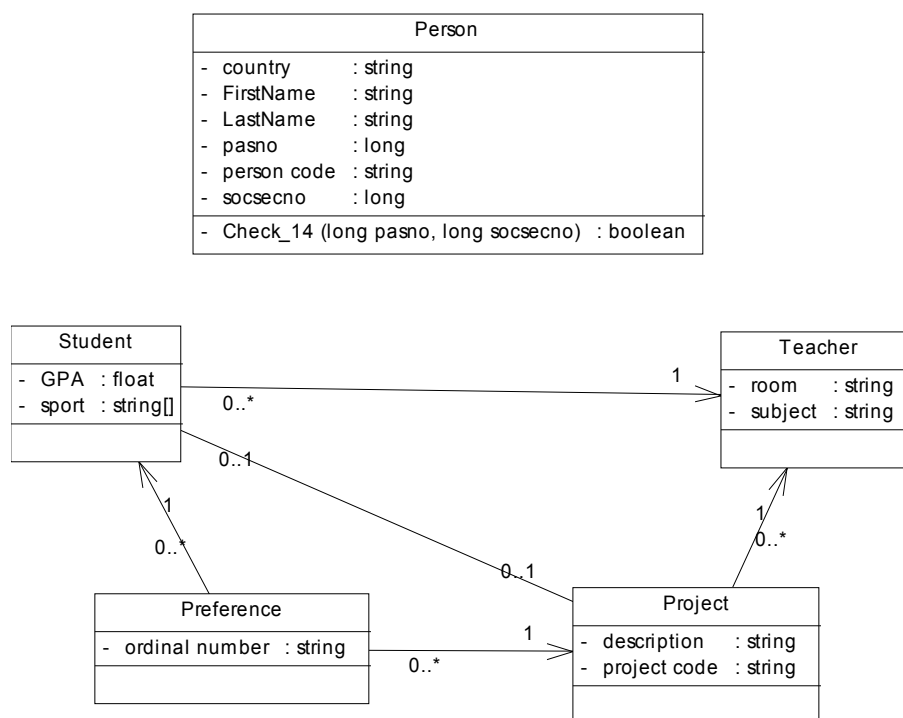 Person
- country : string
- FirstName : string
- LastName : string
- pasno : long
- person code : string
- socsecno : long
- Check_14 (long pasno, long socsecno) : boolean
Student
- GPA : float
- sport : string[]
Teacher
- room : string
- subject : string
1
0..*
0..1
1
0..*
1
0..*
0..1
Preference
- ordinal number : string
1
0..*
Project
- description : string
- project code : string